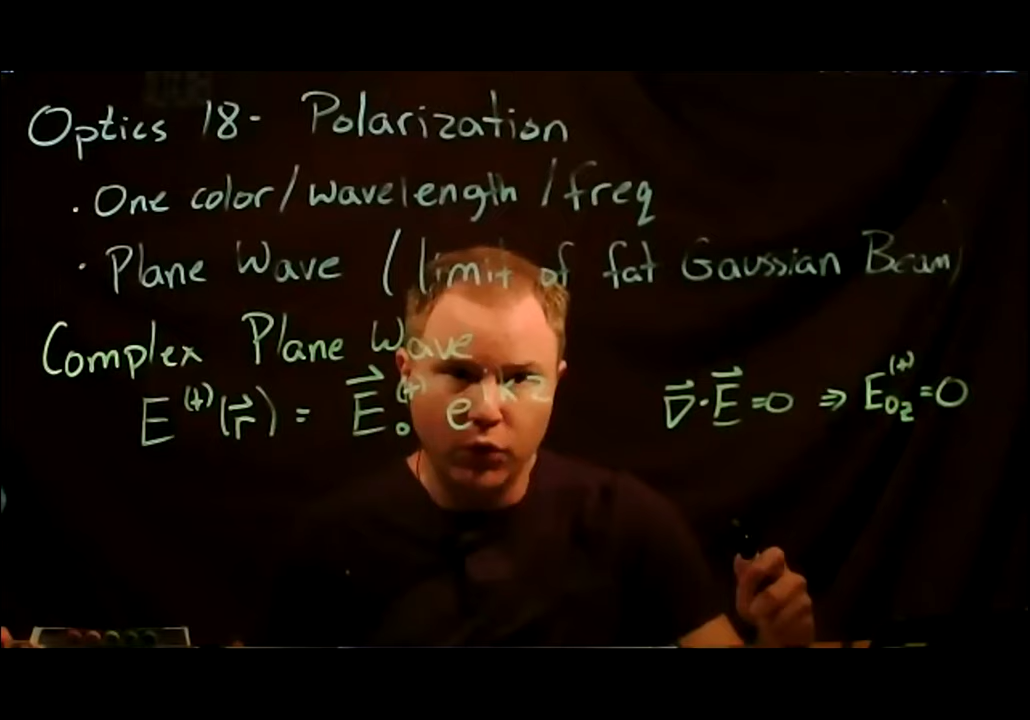 Optics 18- Polarization
. One color/wavelength/freq
· Plane Wave (limit of fat Gaussian Beam)
Complex Plane Wave
E⁽⁺⁾(r⃗) = E⃗₀⁽⁺⁾ e^ikz ∇⃗·E⃗=0 ⇒ E₀z⁽⁺⁾=0